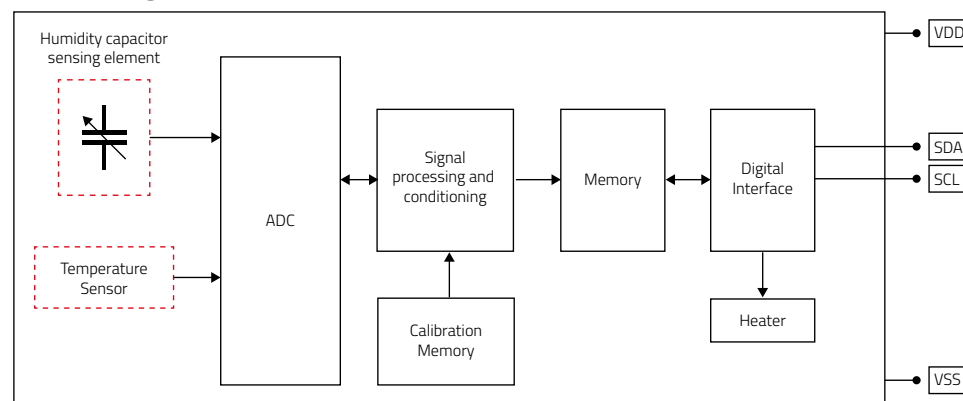 Humidity capacitor
sensing element
VDD
SDA
SCL
Signal
processing and
conditioning
Memory
Digital
Interface
ADC
Temperature
Sensor
Calibration
Memory
Heater
VSS